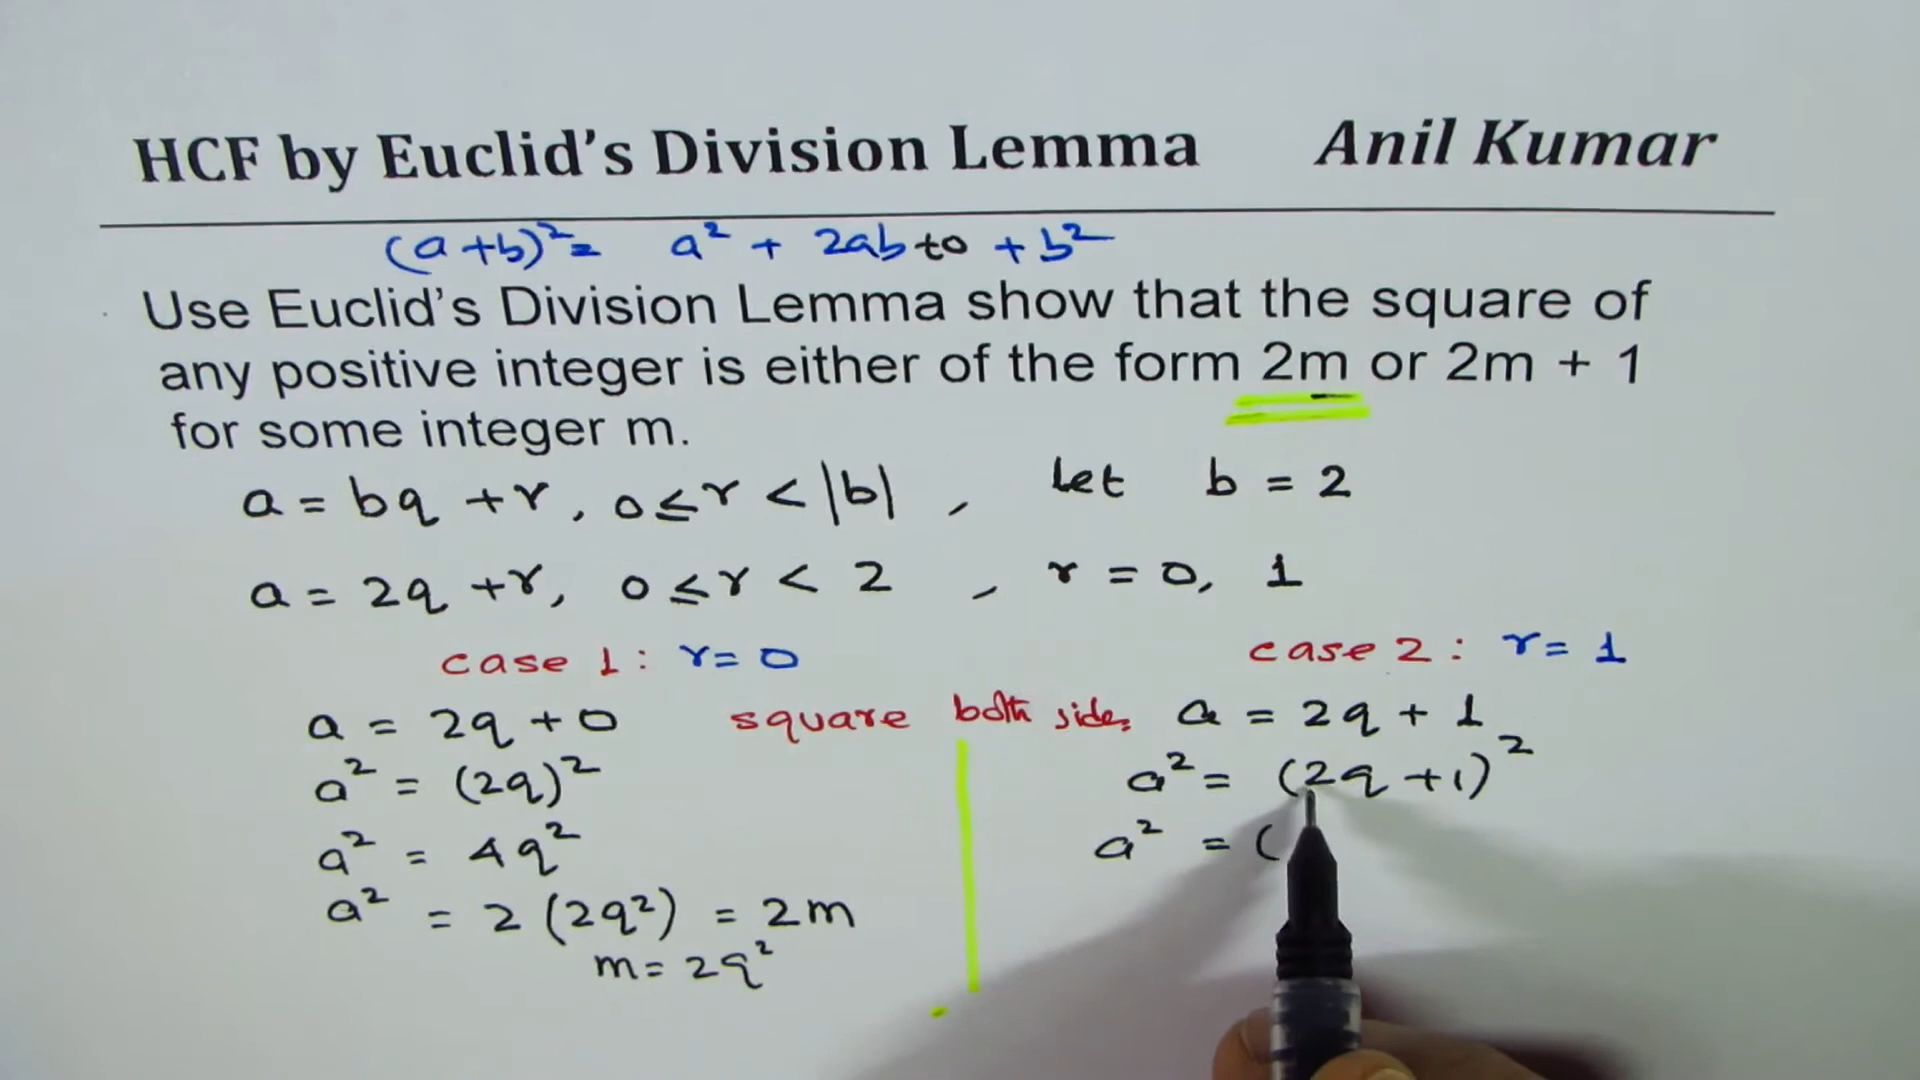 HCF by Euclid's Division Lemma Anil Kumar
(a+b)² = a² + 2ab to + b²
Use Euclid's Division Lemma show that the square of
any positive integer is either of the form 2m or 2m + 1
for some integer m.
a = bq + r, 0 ≤ r < |b| , Let b = 2
a = 2q + r, 0 ≤ r < 2 , r = 0, 1
case 1: r = 0
a = 2q + 0
square both sides
a² = (2q)²
a² = 4q²
a² = 2 (2q²) = 2m
m = 2q²
case 2: r = 1
a = 2q + 1
a² = (2q + 1)²
a² = (